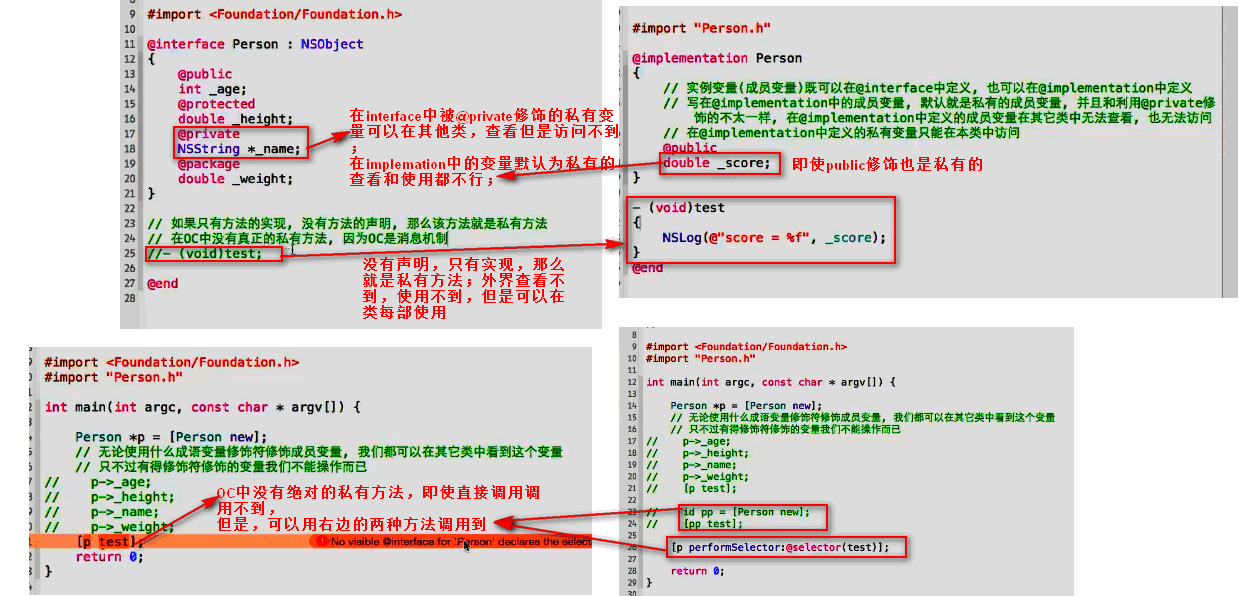 9 #import <Foundation/Foundation.h>
10
11 @interface Person : NSObject
12 {
13 @public
14 int _age;
15 @protected
16 double _height;
17 @private
18 NSString *_name;
19 @package
20 double _weight;
21 }
22
23 // 如果只有方法的实现, 没有方法的声明, 那么该方法就是私有方法
24 // 在OC中没有真正的私有方法, 因为OC是消息机制
25 //- (void)test;
26
27 @end
28
在interface中被@private修饰的私有变
量可以在其他类，查看但是访问不到
；
在implemation中的变量默认为私有的
查看和使用都不行；
没有声明，只有实现，那么
就是私有方法；外界查看不
到，使用不到，但是可以在
类每部使用
#import "Person.h"
@implementation Person
{
// 实例变量(成员变量)既可以在@interface中定义, 也可以在@implementation中定义
// 写在@implementation中的成员变量, 默认就是私有的成员变量, 并且和利用@private修
饰的不太一样, 在@implementation中定义的成员变量在其它类中无法查看, 也无法访问
// 在@implementation中定义的私有变量只能在本类中访问
@public
double _score;
}
即使public修饰也是私有的
- (void)test
{
NSLog(@"score = %f", _score);
}
@end
#import <Foundation/Foundation.h>
#import "Person.h"
int main(int argc, const char * argv[]) {
Person *p = [Person new];
// 无论使用什么成语变量修饰符修饰成员变量, 我们都可以在其它类中看到这个变量
// 只不过有得修饰符修饰的变量我们不能操作而已
// p->_age;
// p->_height;
// p->_name;
// p->_weight;
[p test];
No visible @interface for 'Person' declares the select
return 0;
}
OC中没有绝对的私有方法，即使直接调用调
用不到，
但是，可以用右边的两种方法调用到
8
9 #import <Foundation/Foundation.h>
10 #import "Person.h"
11
12 int main(int argc, const char * argv[]) {
13
14 Person *p = [Person new];
15 // 无论使用什么成语变量修饰符修饰成员变量, 我们都可以在其它类中看到这个变量
16 // 只不过有得修饰符修饰的变量我们不能操作而已
17 // p->_age;
18 // p->_height;
19 // p->_name;
20 // p->_weight;
21 // [p test];
22
23 // id pp = [Person new];
24 // [pp test];
25
26 [p performSelector:@selector(test)];
27
28 return 0;
29 }
30